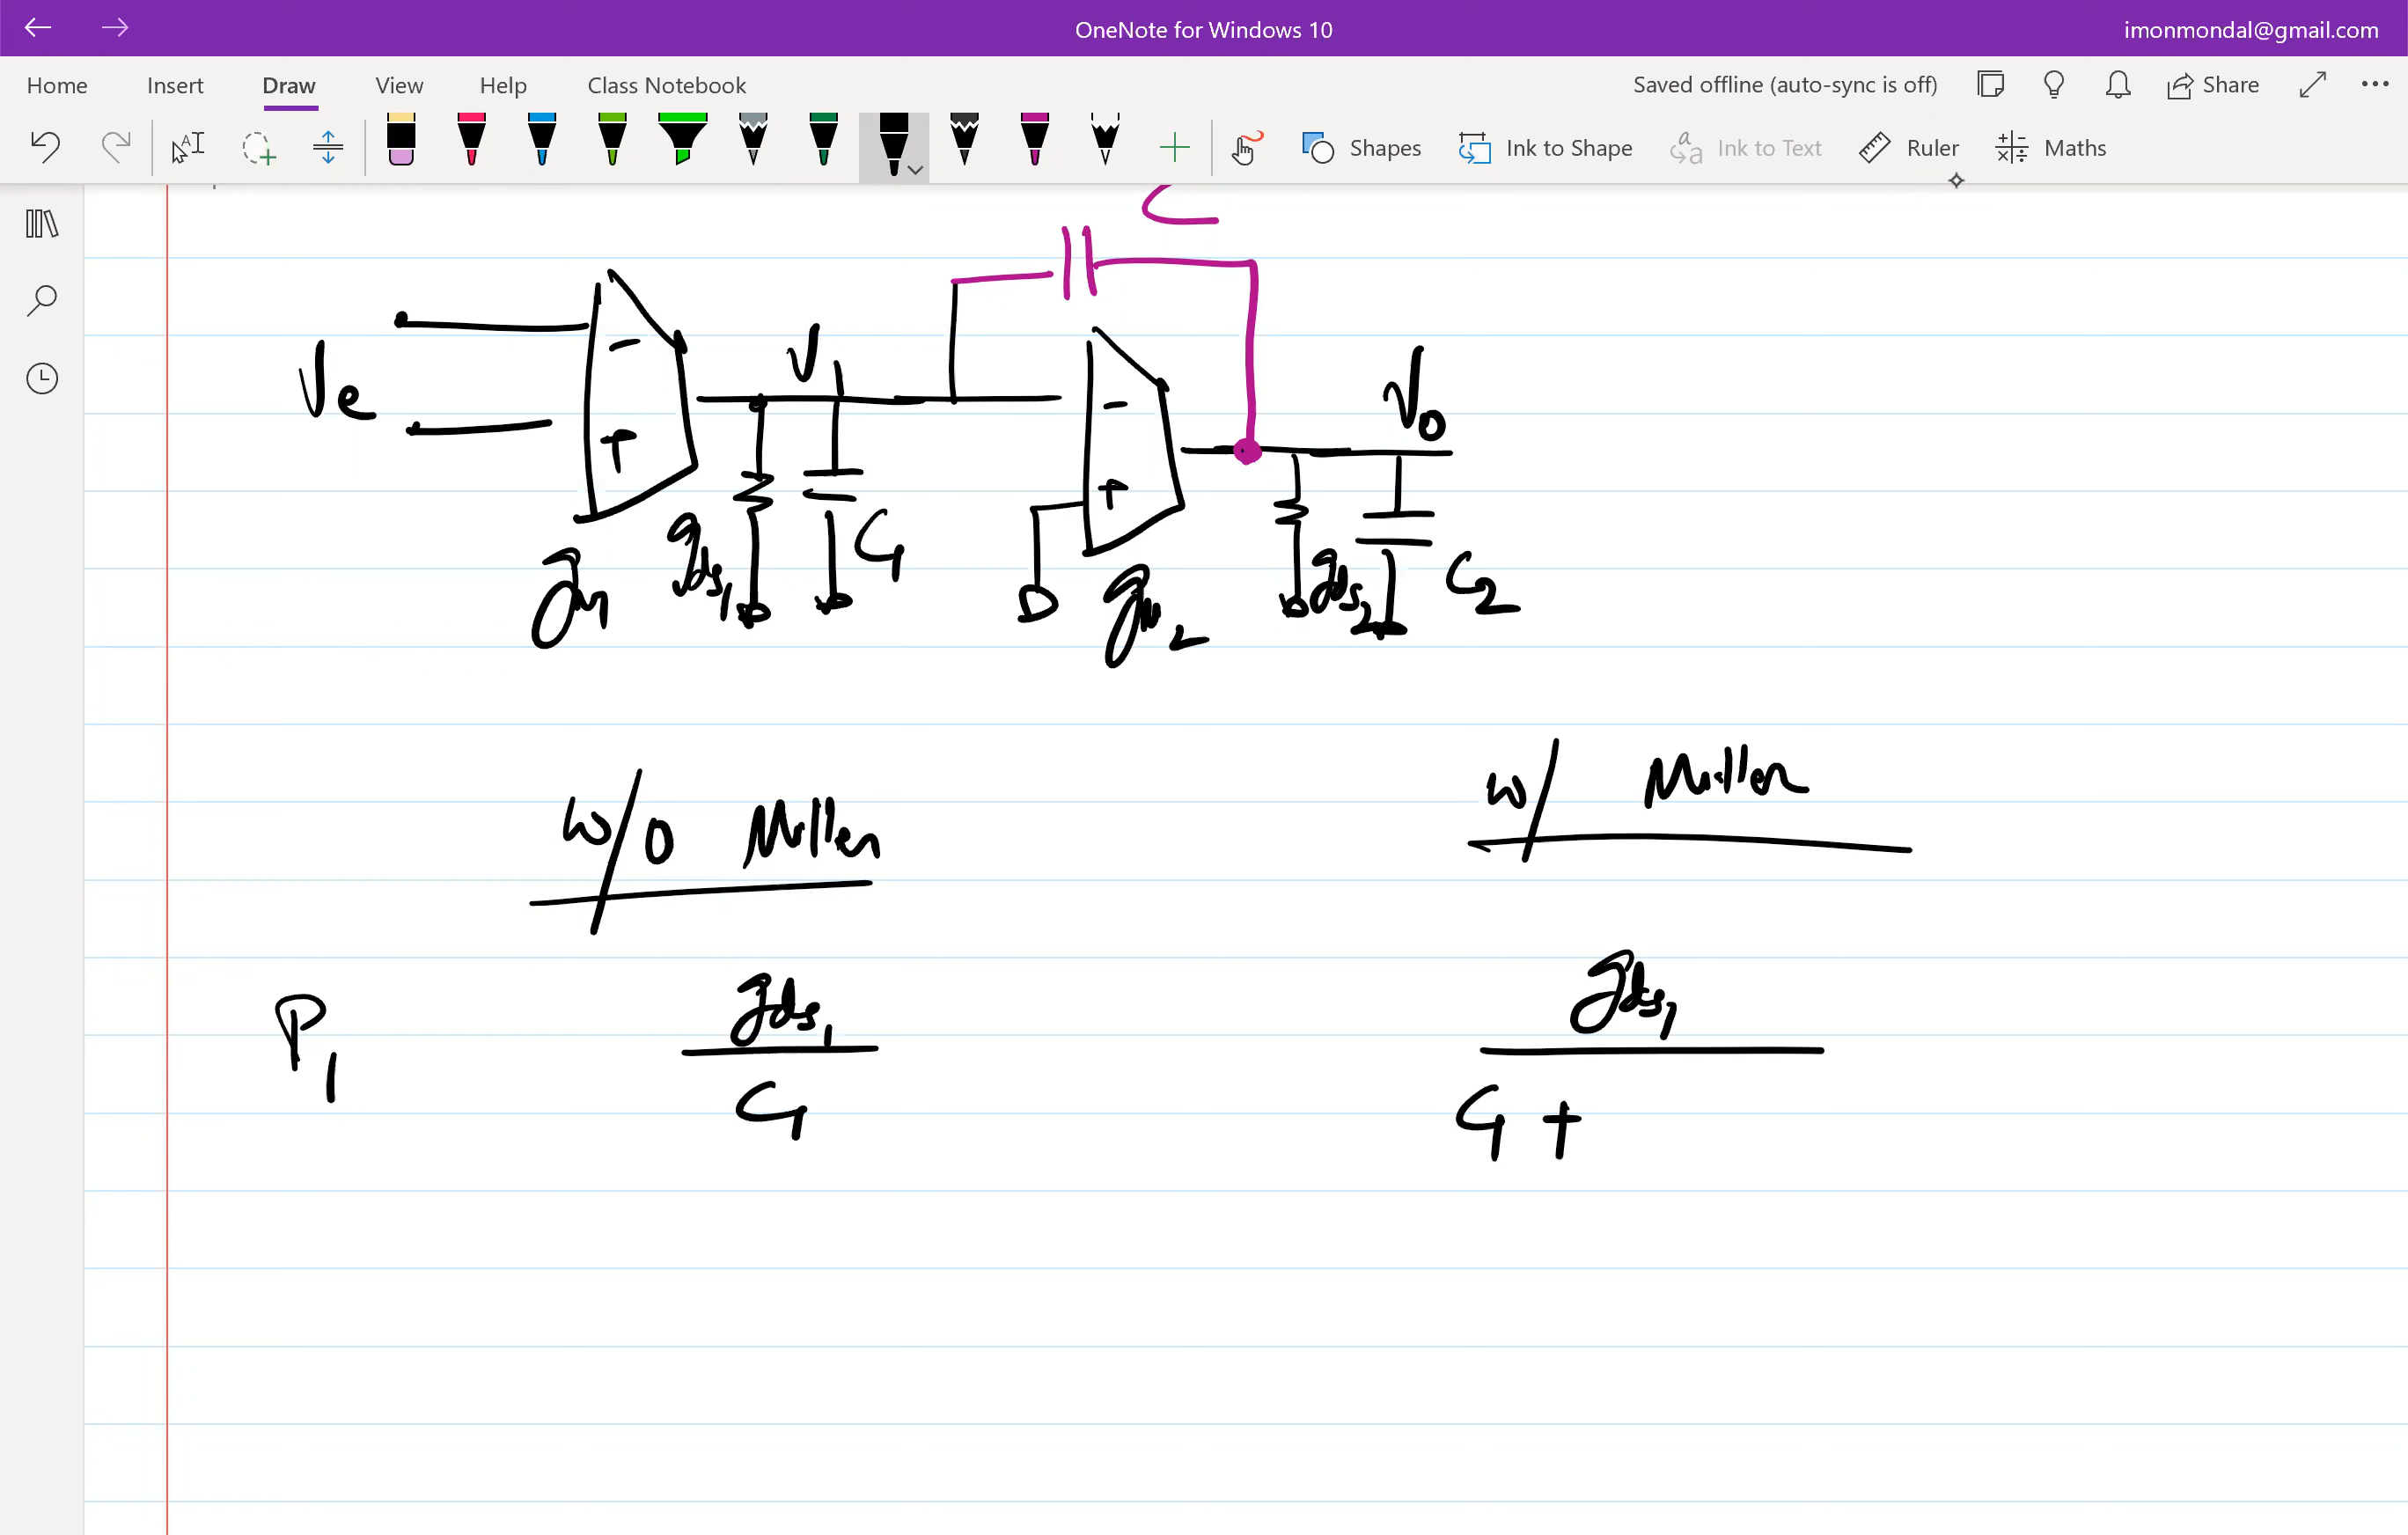 OneNote for Windows 10
imonmondal@gmail.com
Home Insert Draw View Help Class Notebook
Saved offline (auto-sync is off) Share
Shapes Ink to Shape Ink to Text Ruler Maths
C
Ve
-
+
gm1
V1
gds1
C1
-
+
gm2
Vo
gds2
C2
w/o Miller
w/ Miller
P1
gds1
C1
gds1
C1 +